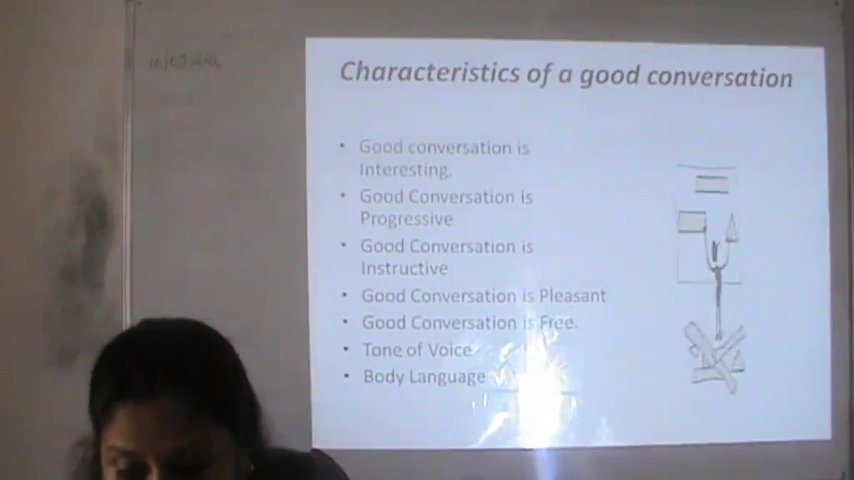 Characteristics of a good conversation
• Good conversation is
Interesting.
• Good Conversation is
Progressive
• Good Conversation is
Instructive
• Good Conversation is Pleasant
• Good Conversation is Free.
• Tone of Voice
• Body Language